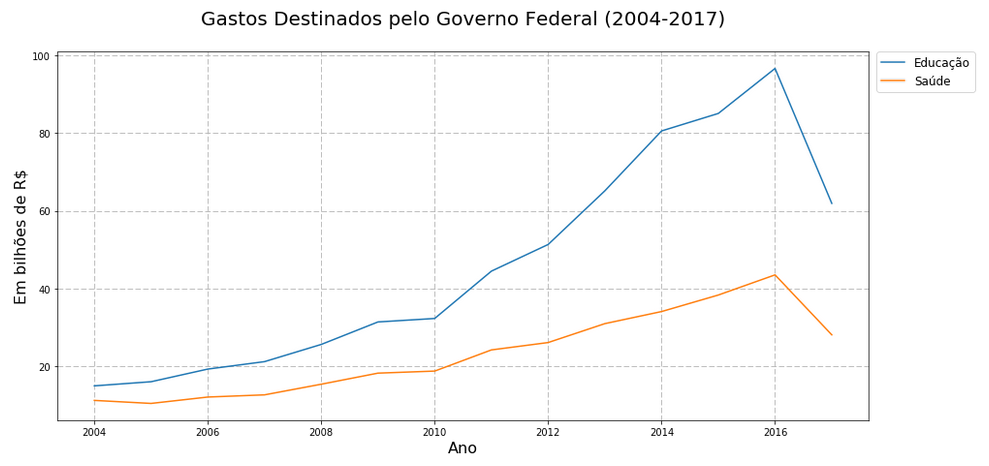 Gastos Destinados pelo Governo Federal (2004-2017)
Educação
Saúde
100
80
60
40
20
Em bilhões de R$
2004 2006 2008 2010 2012 2014 2016
Ano